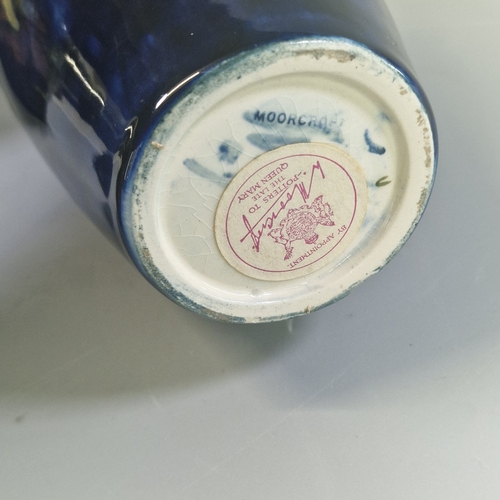 MOORCROFT
BY APPOINTMENT.
W. Moorcroft
POTTERS TO
THE LATE
QUEEN MARY